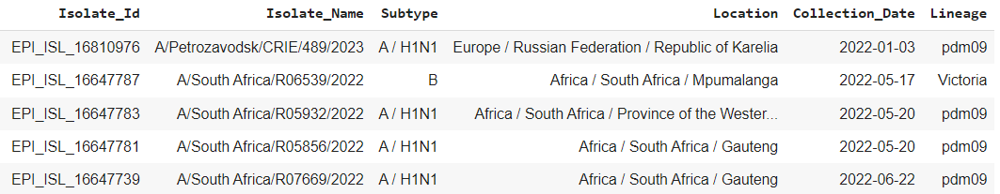 Isolate_Id Isolate_Name Subtype Location Collection_Date Lineage
EPI_ISL_16810976 A/Petrozavodsk/CRIE/489/2023 A / H1N1 Europe / Russian Federation / Republic of Karelia 2022-01-03 pdm09
EPI_ISL_16647787 A/South Africa/R06539/2022 B Africa / South Africa / Mpumalanga 2022-05-17 Victoria
EPI_ISL_16647783 A/South Africa/R05932/2022 A / H1N1 Africa / South Africa / Province of the Wester... 2022-05-20 pdm09
EPI_ISL_16647781 A/South Africa/R05856/2022 A / H1N1 Africa / South Africa / Gauteng 2022-05-20 pdm09
EPI_ISL_16647739 A/South Africa/R07669/2022 A / H1N1 Africa / South Africa / Gauteng 2022-06-22 pdm09